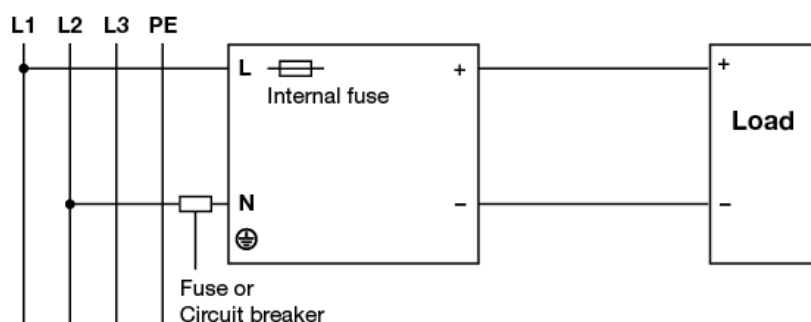 L1 L2 L3 PE
L + +
Internal fuse
Load
N − −
Fuse or
Circuit breaker